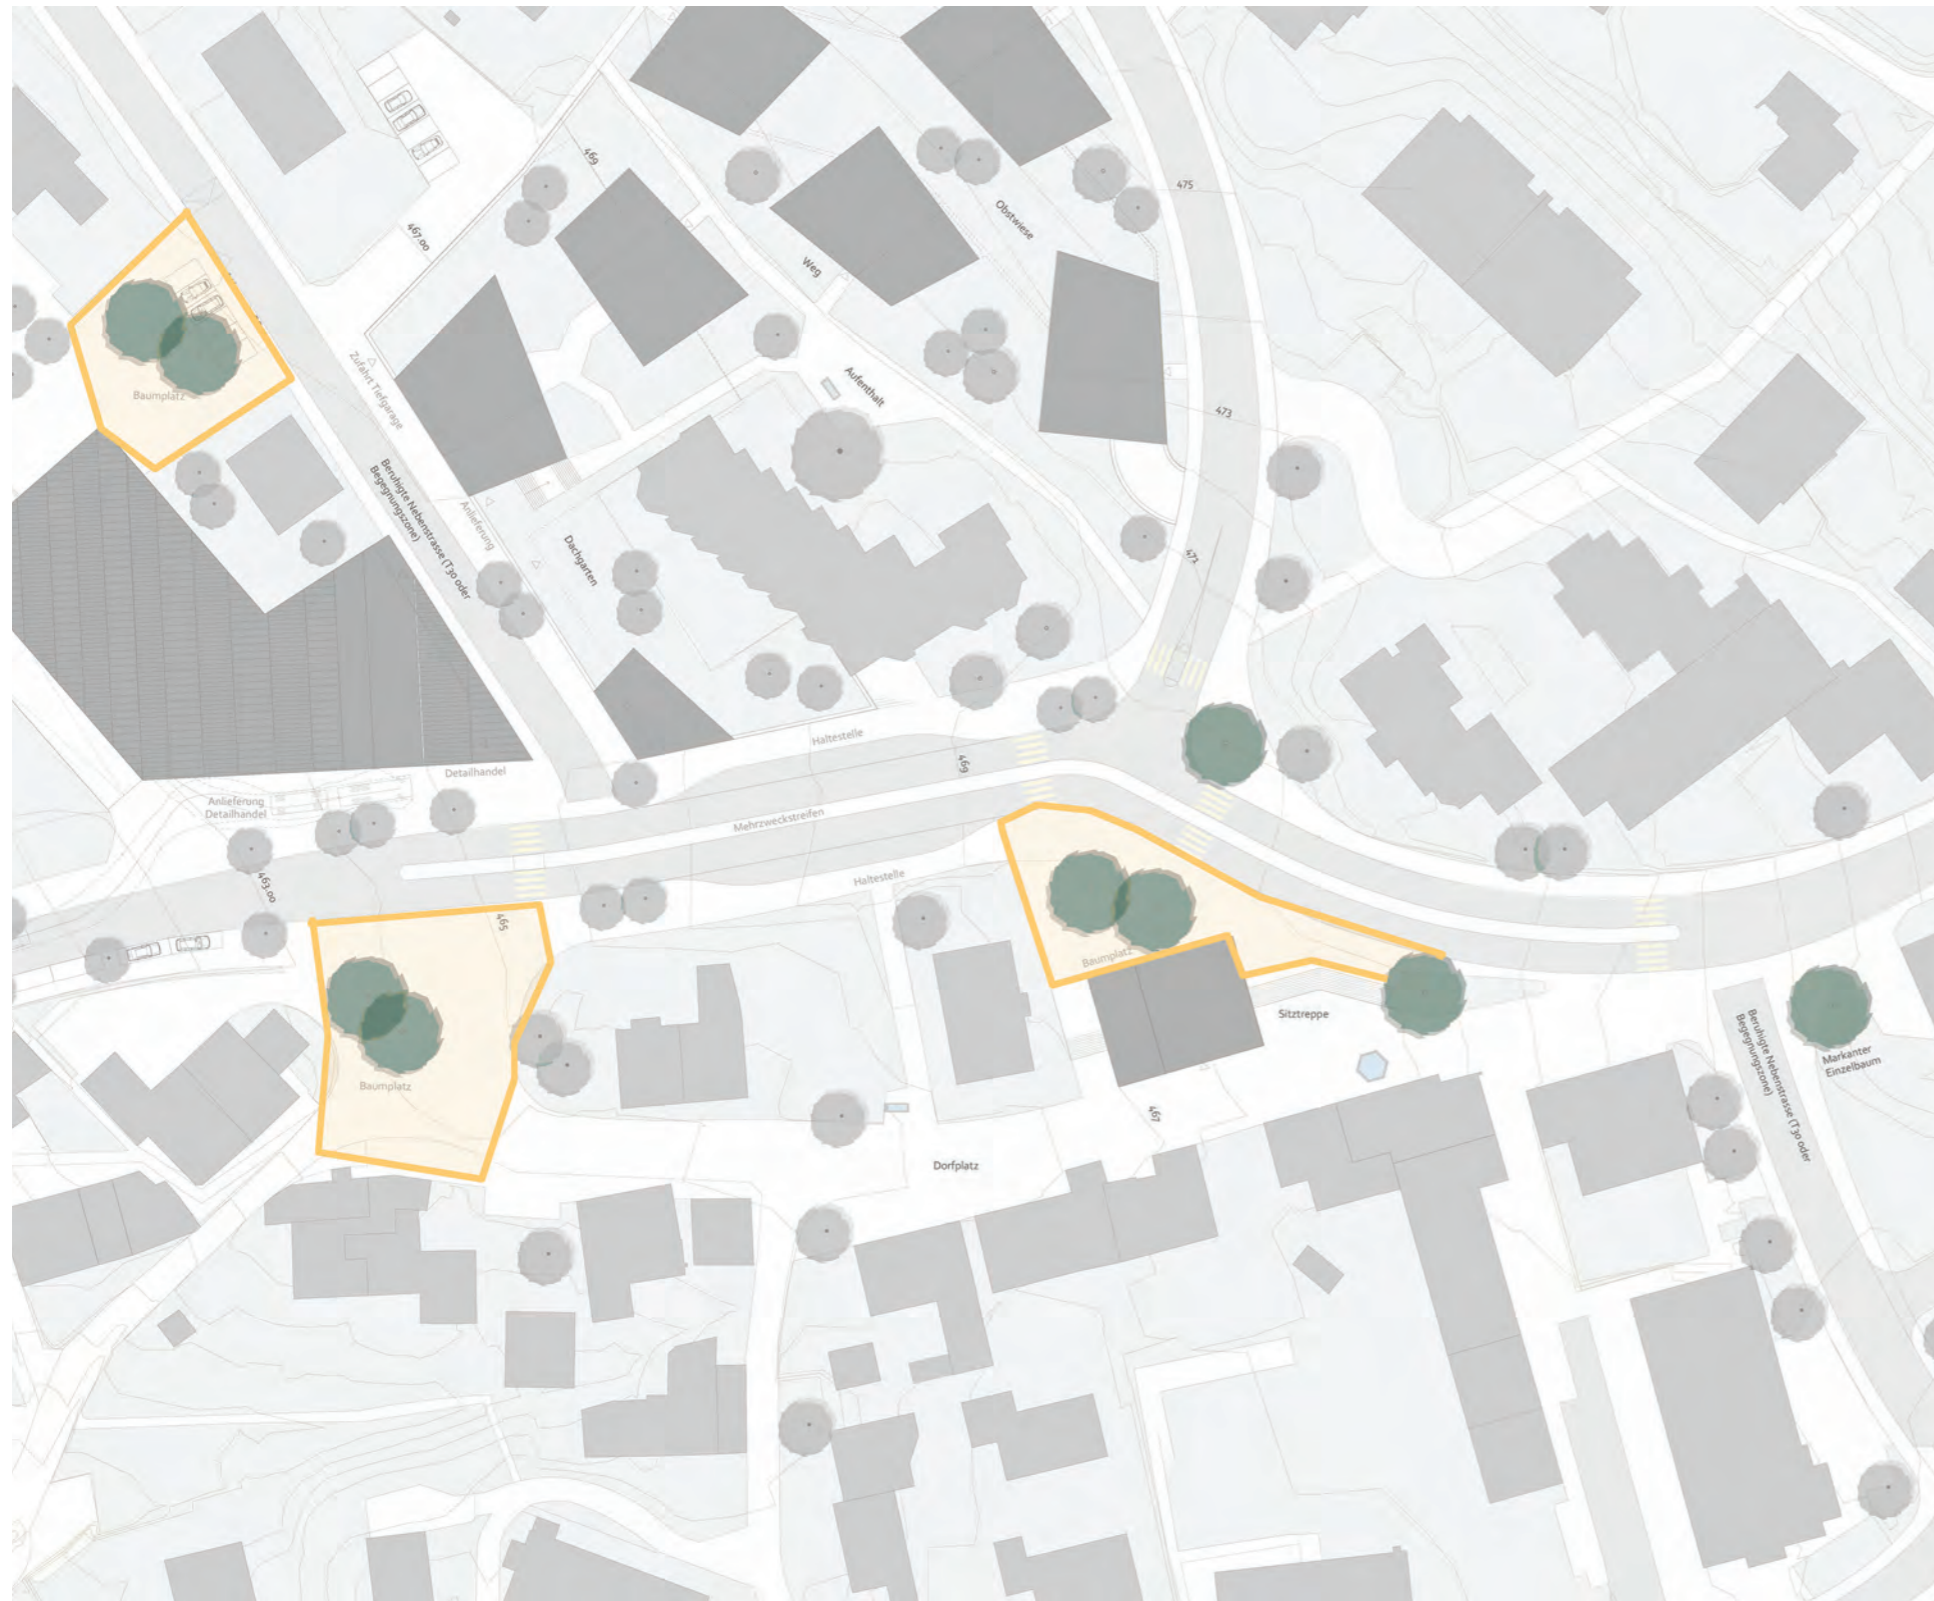 469
475
Obstwiese
467.00
Weg
Zufahrt Tiefgarage
Aufenthalt
Baumplatz
473
Beruhigte Nebenstrasse (T30 oder
Begegnungszone)
Anlieferung
Dachgarten
471
Haltestelle
469
Detailhandel
Anlieferung
Detailhandel
Mehrzweckstreifen
463.00
Haltestelle
465
Baumplatz
Sitztreppe
Beruhigte Nebenstrasse (T30 oder
Begegnungszone)
Markanter
Einzelbaum
Baumplatz
467
Dorfplatz